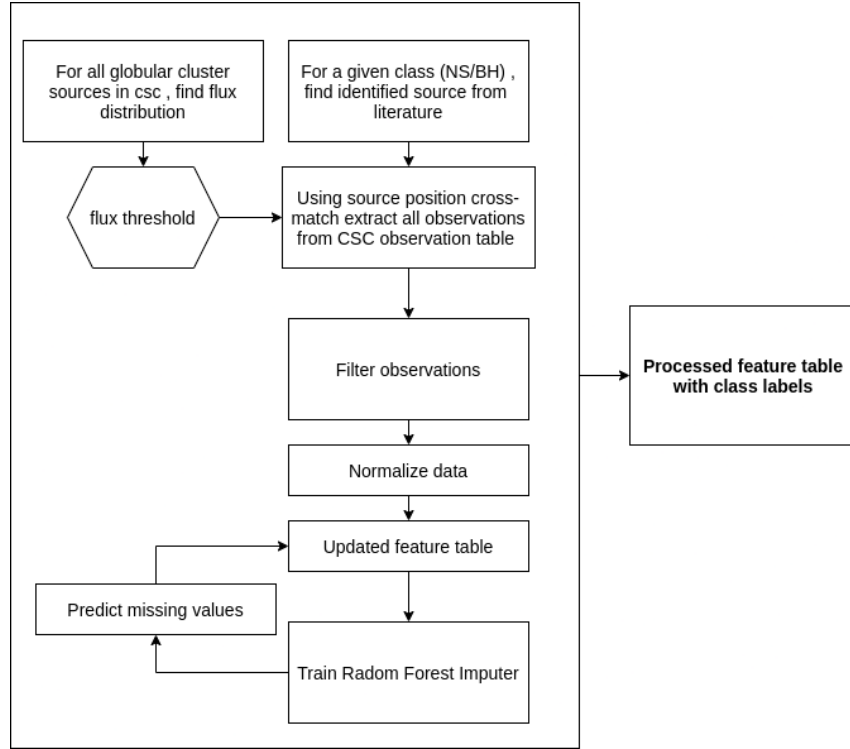 For all globular cluster
sources in csc , find flux
distribution
For a given class (NS/BH) ,
find identified source from
literature
flux threshold
Using source position cross-
match extract all observations
from CSC observation table
Filter observations
Processed feature table
with class labels
Normalize data
Updated feature table
Predict missing values
Train Radom Forest Imputer